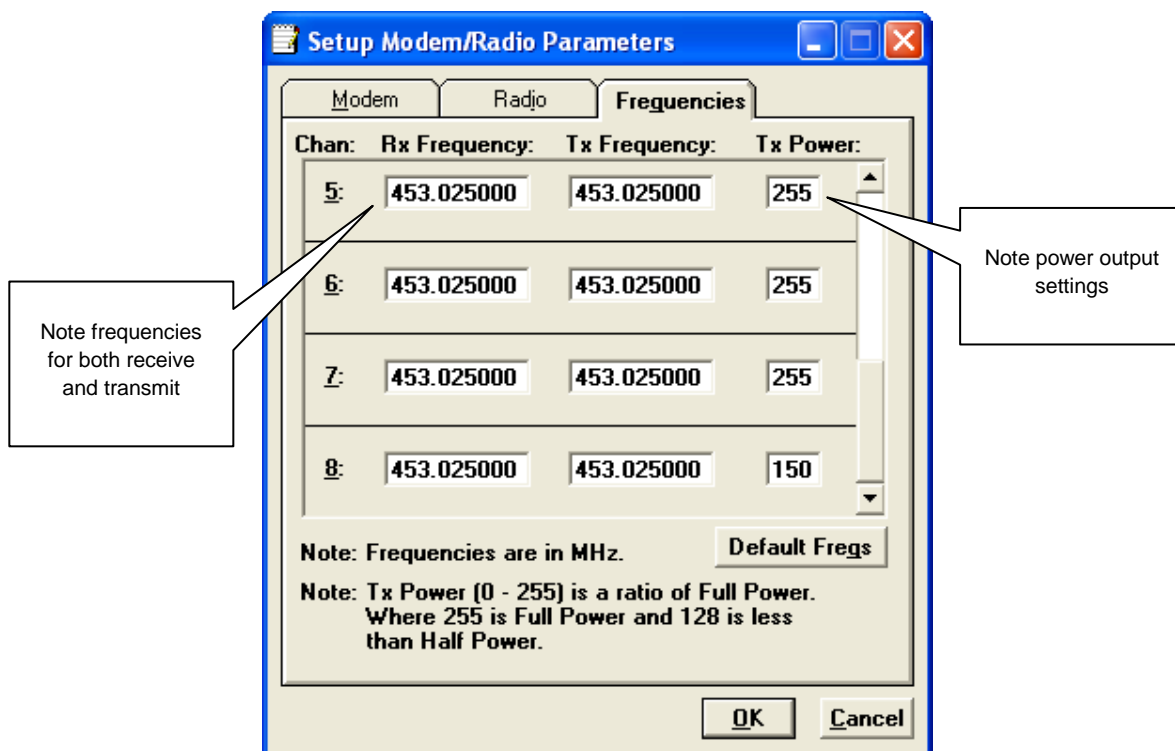 Setup Modem/Radio Parameters
Modem Radio Frequencies
Chan: Rx Frequency: Tx Frequency: Tx Power:
5: 453.025000 453.025000 255
6: 453.025000 453.025000 255
7: 453.025000 453.025000 255
8: 453.025000 453.025000 150
Note frequencies
for both receive
and transmit
Note power output
settings
Note: Frequencies are in MHz.
Default Freqs
Note: Tx Power (0 - 255) is a ratio of Full Power.
Where 255 is Full Power and 128 is less
than Half Power.
OK Cancel